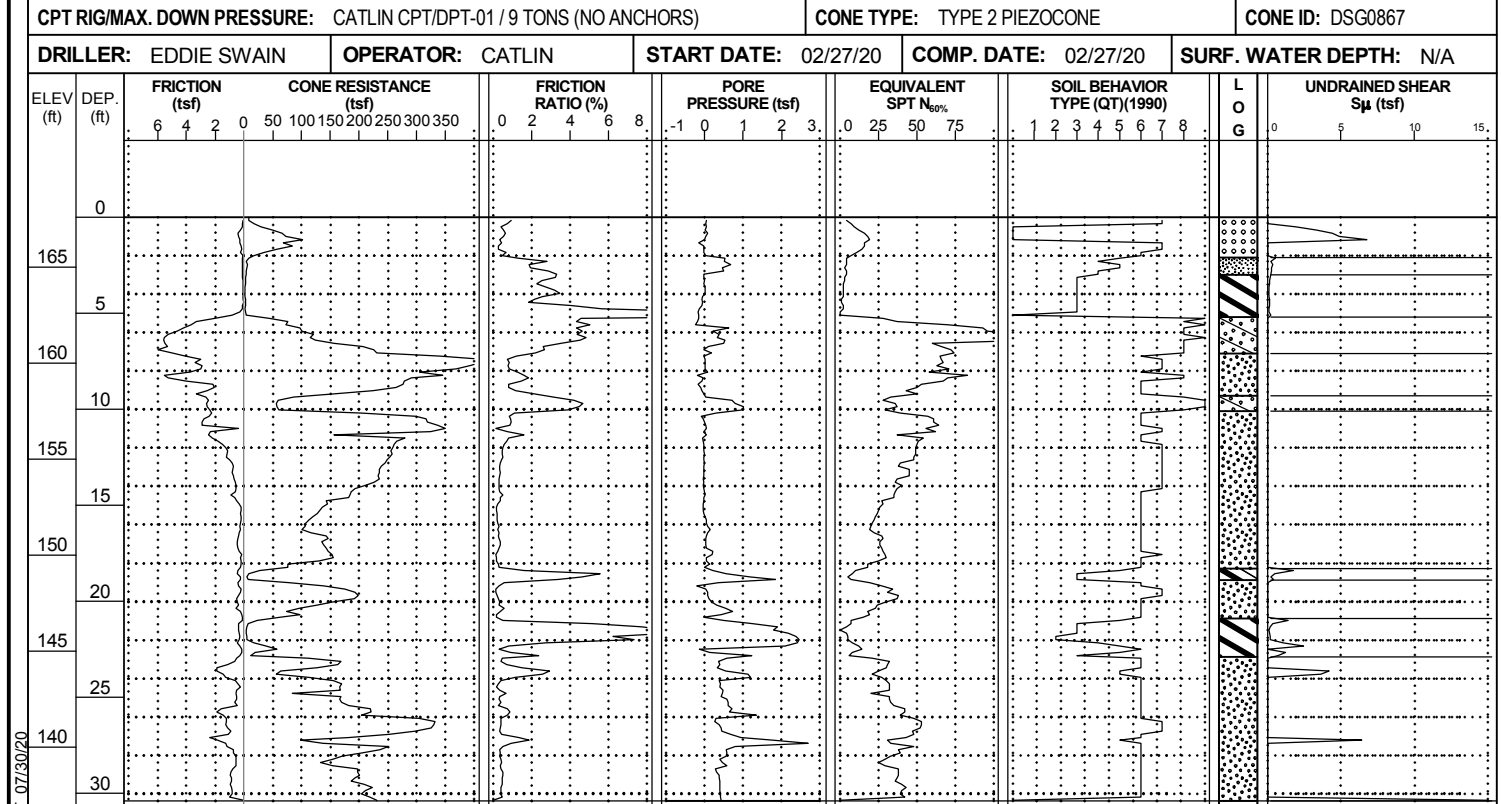 CPT RIG/MAX. DOWN PRESSURE: CATLIN CPT/DPT-01 / 9 TONS (NO ANCHORS) CONE TYPE: TYPE 2 PIEZOCONE CONE ID: DSG0867
DRILLER: EDDIE SWAIN OPERATOR: CATLIN START DATE: 02/27/20 COMP. DATE: 02/27/20 SURF. WATER DEPTH: N/A
ELEV (ft)
DEP. (ft)
FRICTION (tsf)
6 4 2 0
CONE RESISTANCE (tsf)
50 100 150 200 250 300 350
FRICTION RATIO (%)
0 2 4 6 8
PORE PRESSURE (tsf)
-1 0 1 2 3
EQUIVALENT SPT N60%
0 25 50 75
SOIL BEHAVIOR TYPE (QT)(1990)
1 2 3 4 5 6 7 8
LOG
UNDRAINED SHEAR Sµ (tsf)
0 5 10 15
0
165
5
160
10
155
15
150
20
145
25
140
30
07/30/20